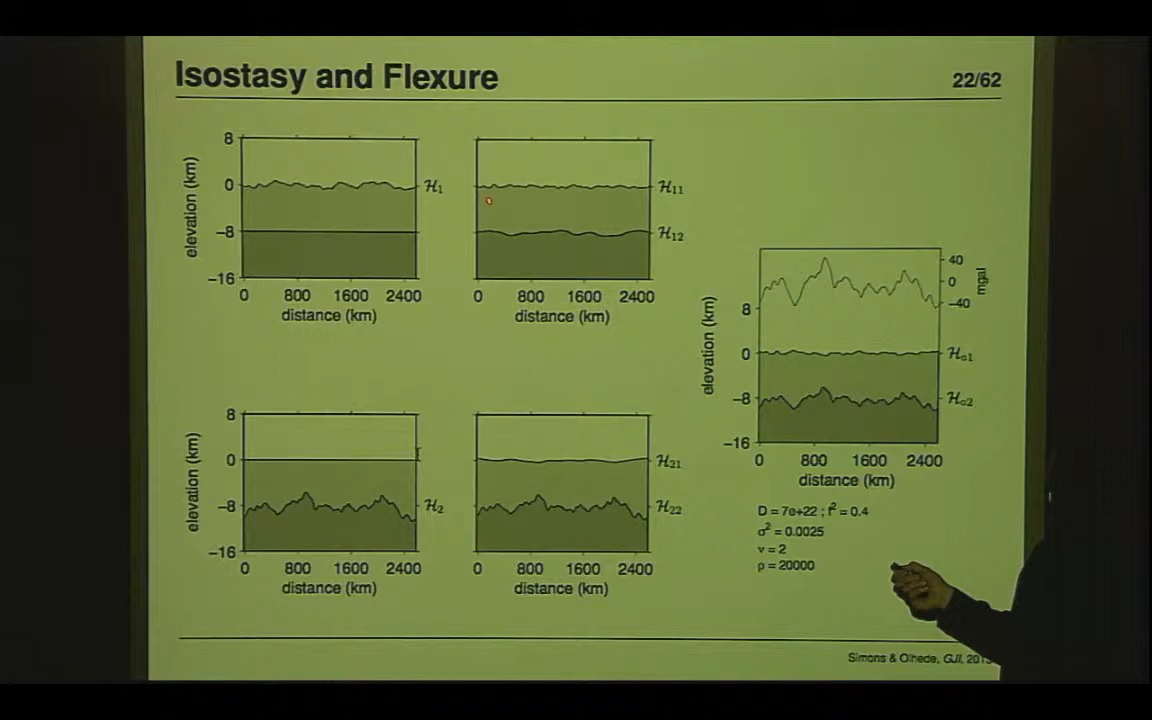 Isostasy and Flexure
22/62
elevation (km)
8
0
−8
−16
0 800 1600 2400
distance (km)
ℋ1
0 800 1600 2400
distance (km)
ℋ11
ℋ12
elevation (km)
8
0
−8
−16
0 800 1600 2400
distance (km)
ℋ2
0 800 1600 2400
distance (km)
ℋ21
ℋ22
elevation (km)
8
0
−8
−16
40
0
−40
mgal
ℋo1
ℋo2
0 800 1600 2400
distance (km)
D = 7e+22 ; f² = 0.4
σ² = 0.0025
ν = 2
ρ = 20000
Simons & Olhede, GJI,